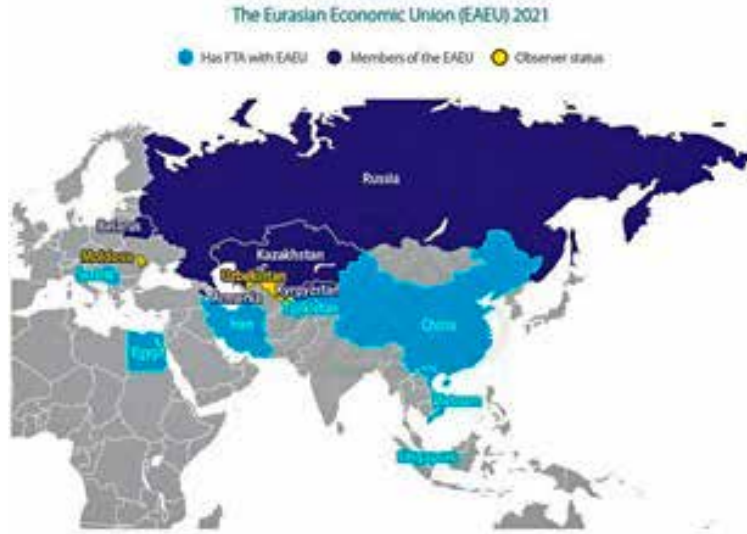 The Eurasian Economic Union (EAEU) 2021
Has FTA with EAEU
Members of the EAEU
Observer status
Russia
Belarus
Kazakhstan
Moldova
Uzbekistan
Serbia
Kyrgyzstan
Armenia
Tajikistan
Iran
China
Egypt
Vietnam
Singapore